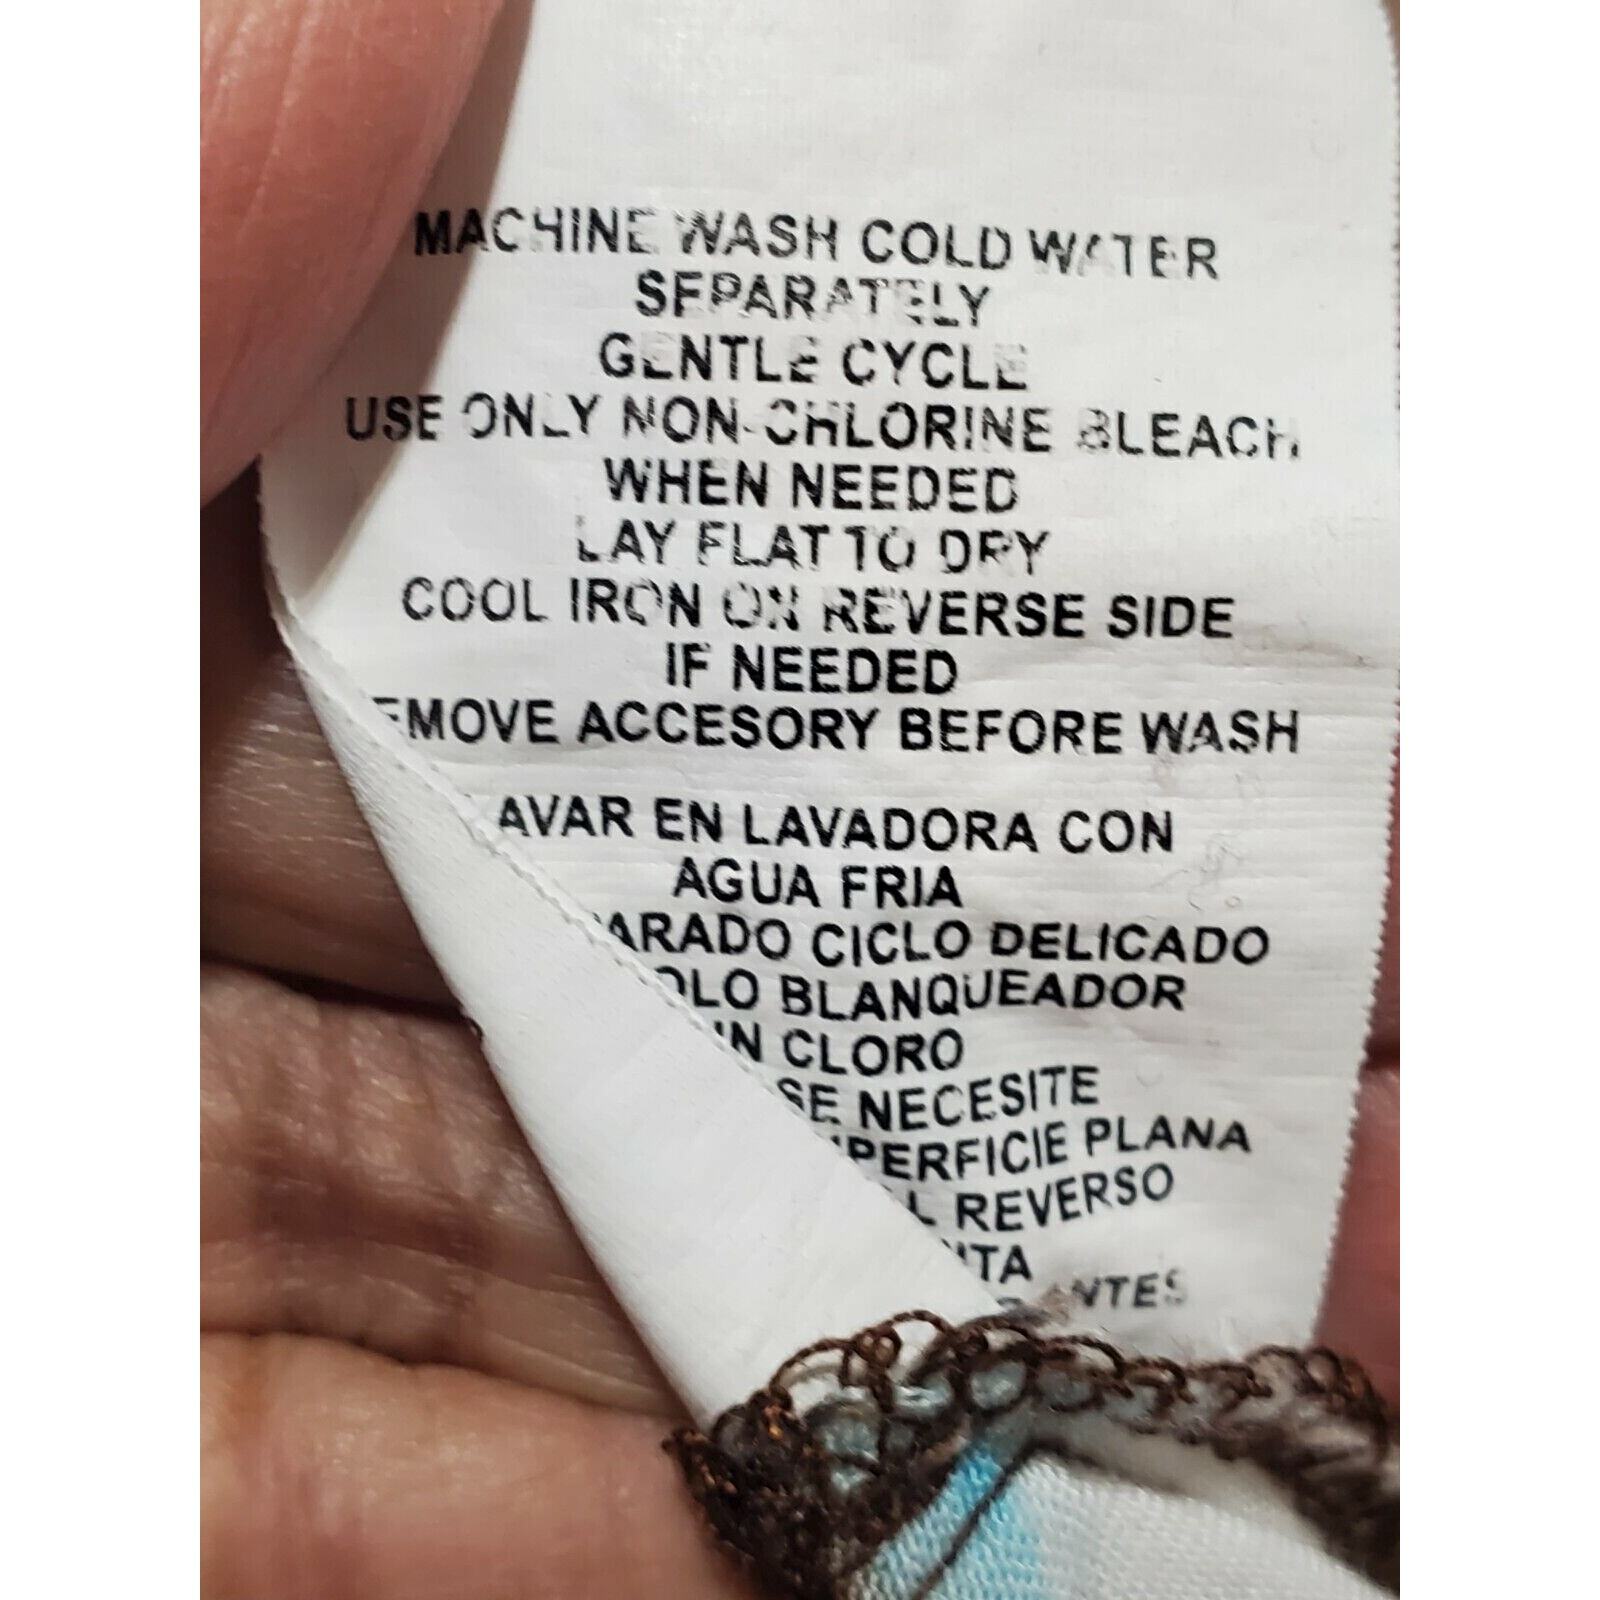 MACHINE WASH COLD WATER
SEPARATELY
GENTLE CYCLE
USE ONLY NON-CHLORINE BLEACH
WHEN NEEDED
LAY FLAT TO DRY
COOL IRON ON REVERSE SIDE
IF NEEDED
EMOVE ACCESORY BEFORE WASH
AVAR EN LAVADORA CON
AGUA FRIA
ARADO CICLO DELICADO
OLO BLANQUEADOR
IN CLORO
SE NECESITE
PERFICIE PLANA
L REVERSO
ITA
ANTES